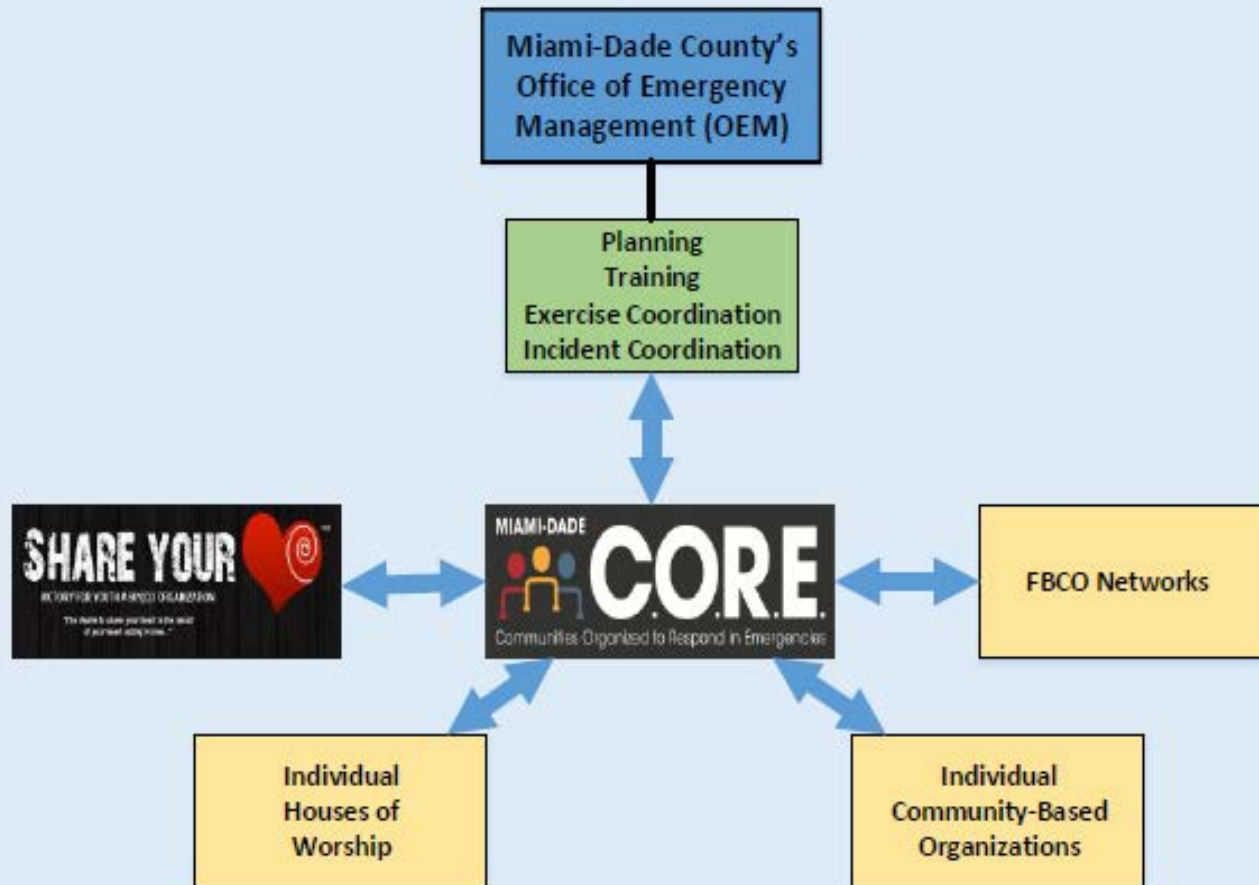 Miami-Dade County's
Office of Emergency
Management (OEM)
Planning
Training
Exercise Coordination
Incident Coordination
SHARE YOUR
MIAMI-DADE
C.O.R.E.
Communities Organized to Respond in Emergencies
FBCO Networks
Individual
Houses of
Worship
Individual
Community-Based
Organizations